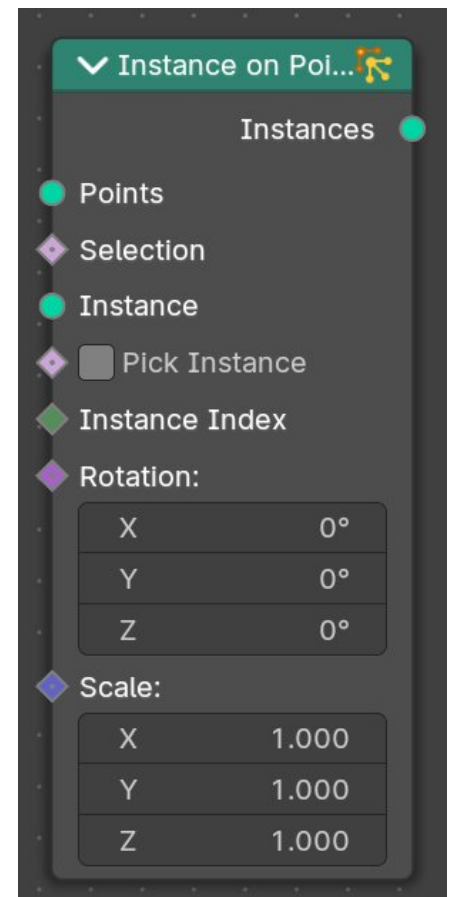 Instance on Poi...
Instances
Points
Selection
Instance
Pick Instance
Instance Index
Rotation:
X 0°
Y 0°
Z 0°
Scale:
X 1.000
Y 1.000
Z 1.000